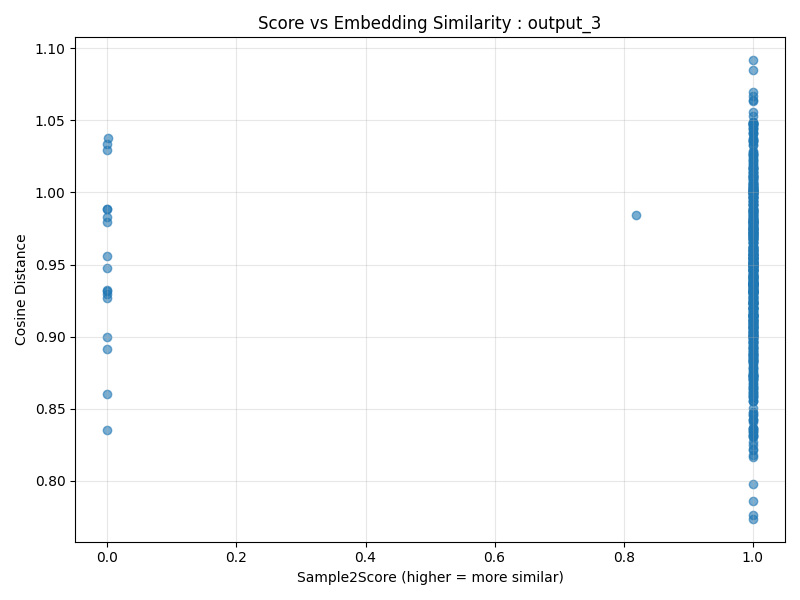 Score vs Embedding Similarity : output_3
1.10
1.05
1.00
0.95
0.90
0.85
0.80
Cosine Distance
0.0 0.2 0.4 0.6 0.8 1.0
Sample2Score (higher = more similar)